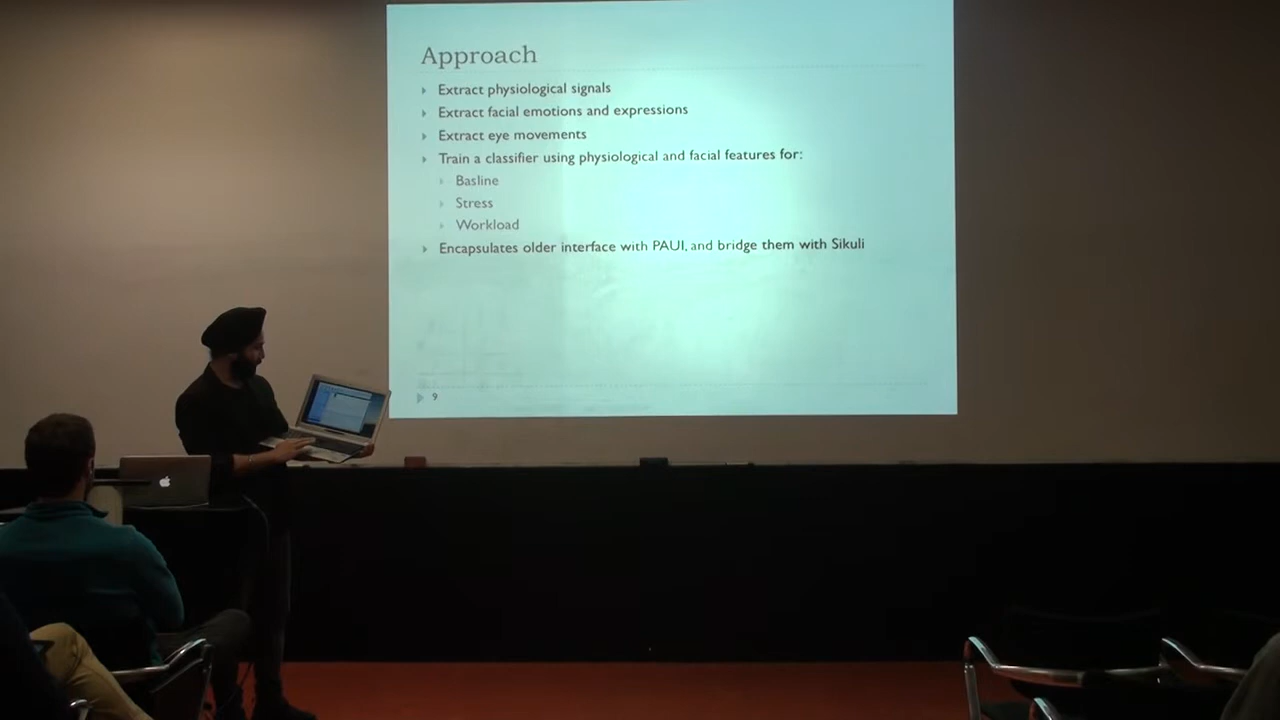 Approach
Extract physiological signals
Extract facial emotions and expressions
Extract eye movements
Train a classifier using physiological and facial features for:
Basline
Stress
Workload
Encapsulates older interface with PAUI, and bridge them with Sikuli
9